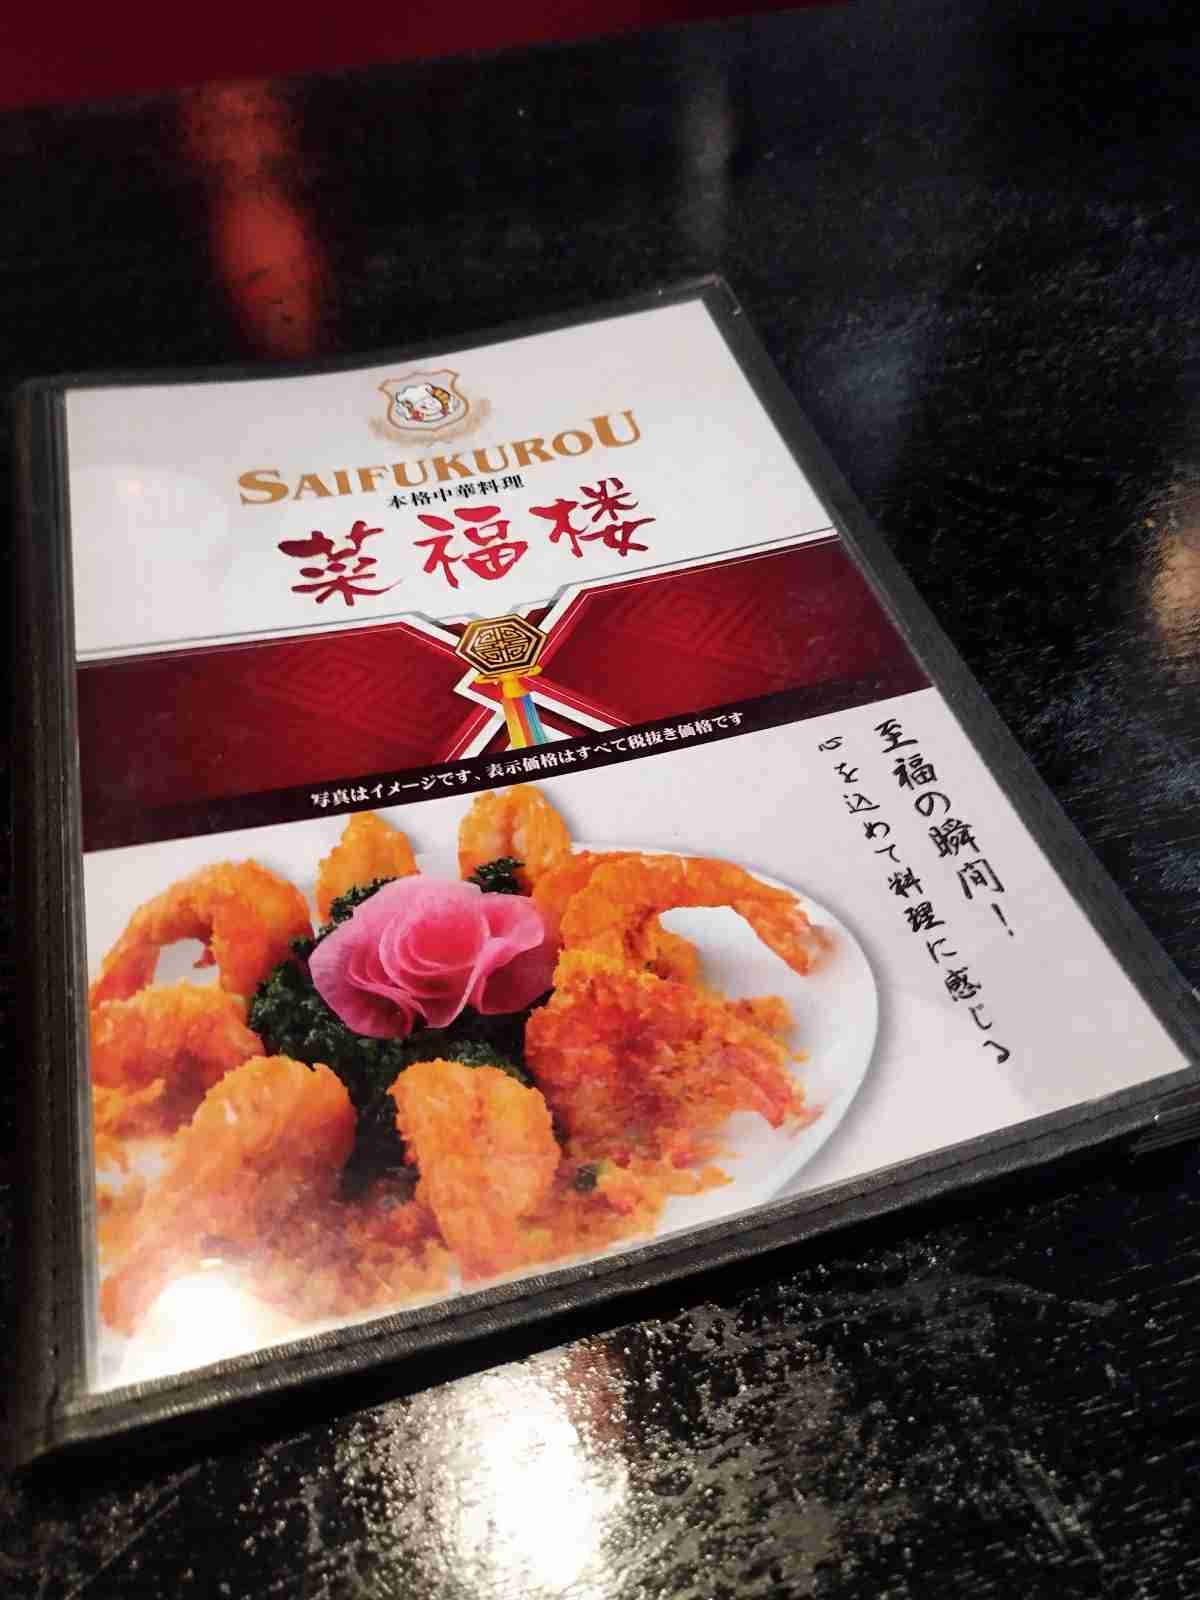 SAIFUKUROU
本格中華料理
菜福楼
写真はイメージです、表示価格はすべて税抜き価格です
至福の瞬間！
心を込めて料理に感じる